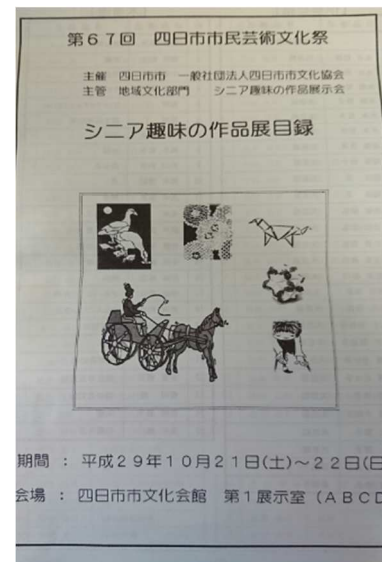 第67回　四日市市民芸術文化祭
主催　四日市市　一般社団法人四日市市文化協会
主管　地域文化部門　　シニア趣味の作品展示会
シニア趣味の作品展目録
期間 ： 平成29年10月21日(土)～22日(日
会場 ： 四日市市文化会館　第1展示室（ABCD